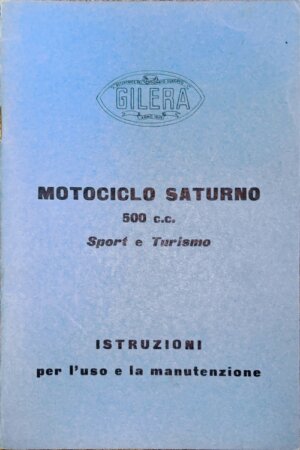 GILERA
MOTOCICLO SATURNO
500 c.c.
Sport e Turismo
ISTRUZIONI
per l'uso e la manutenzione